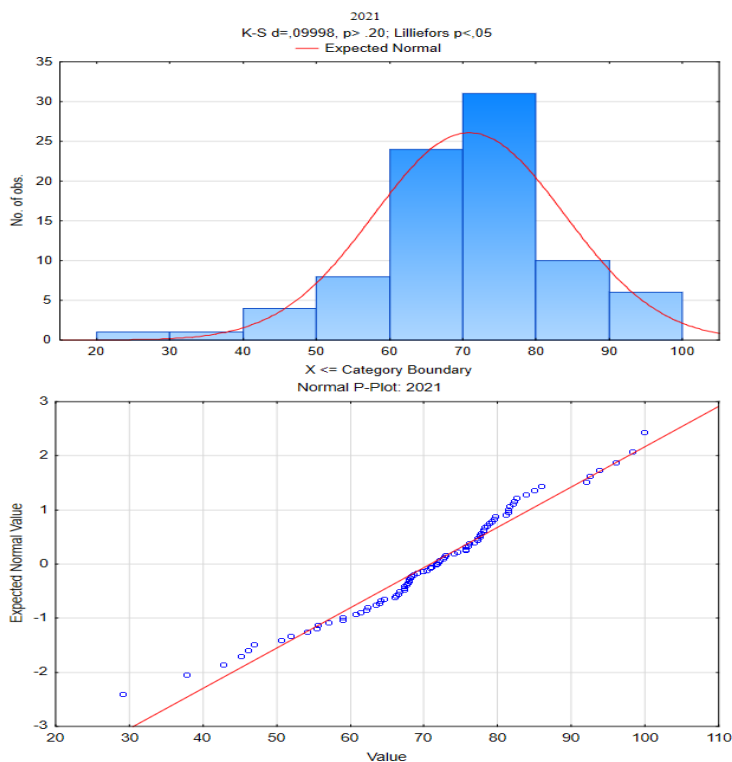 2021
K-S d=,09998, p> .20; Lilliefors p<,05
Expected Normal
35
30
25
20
15
10
5
0
No. of obs.
20 30 40 50 60 70 80 90 100
X <= Category Boundary
Normal P-Plot: 2021
3
2
1
0
-1
-2
-3
Expected Normal Value
20 30 40 50 60 70 80 90 100 110
Value